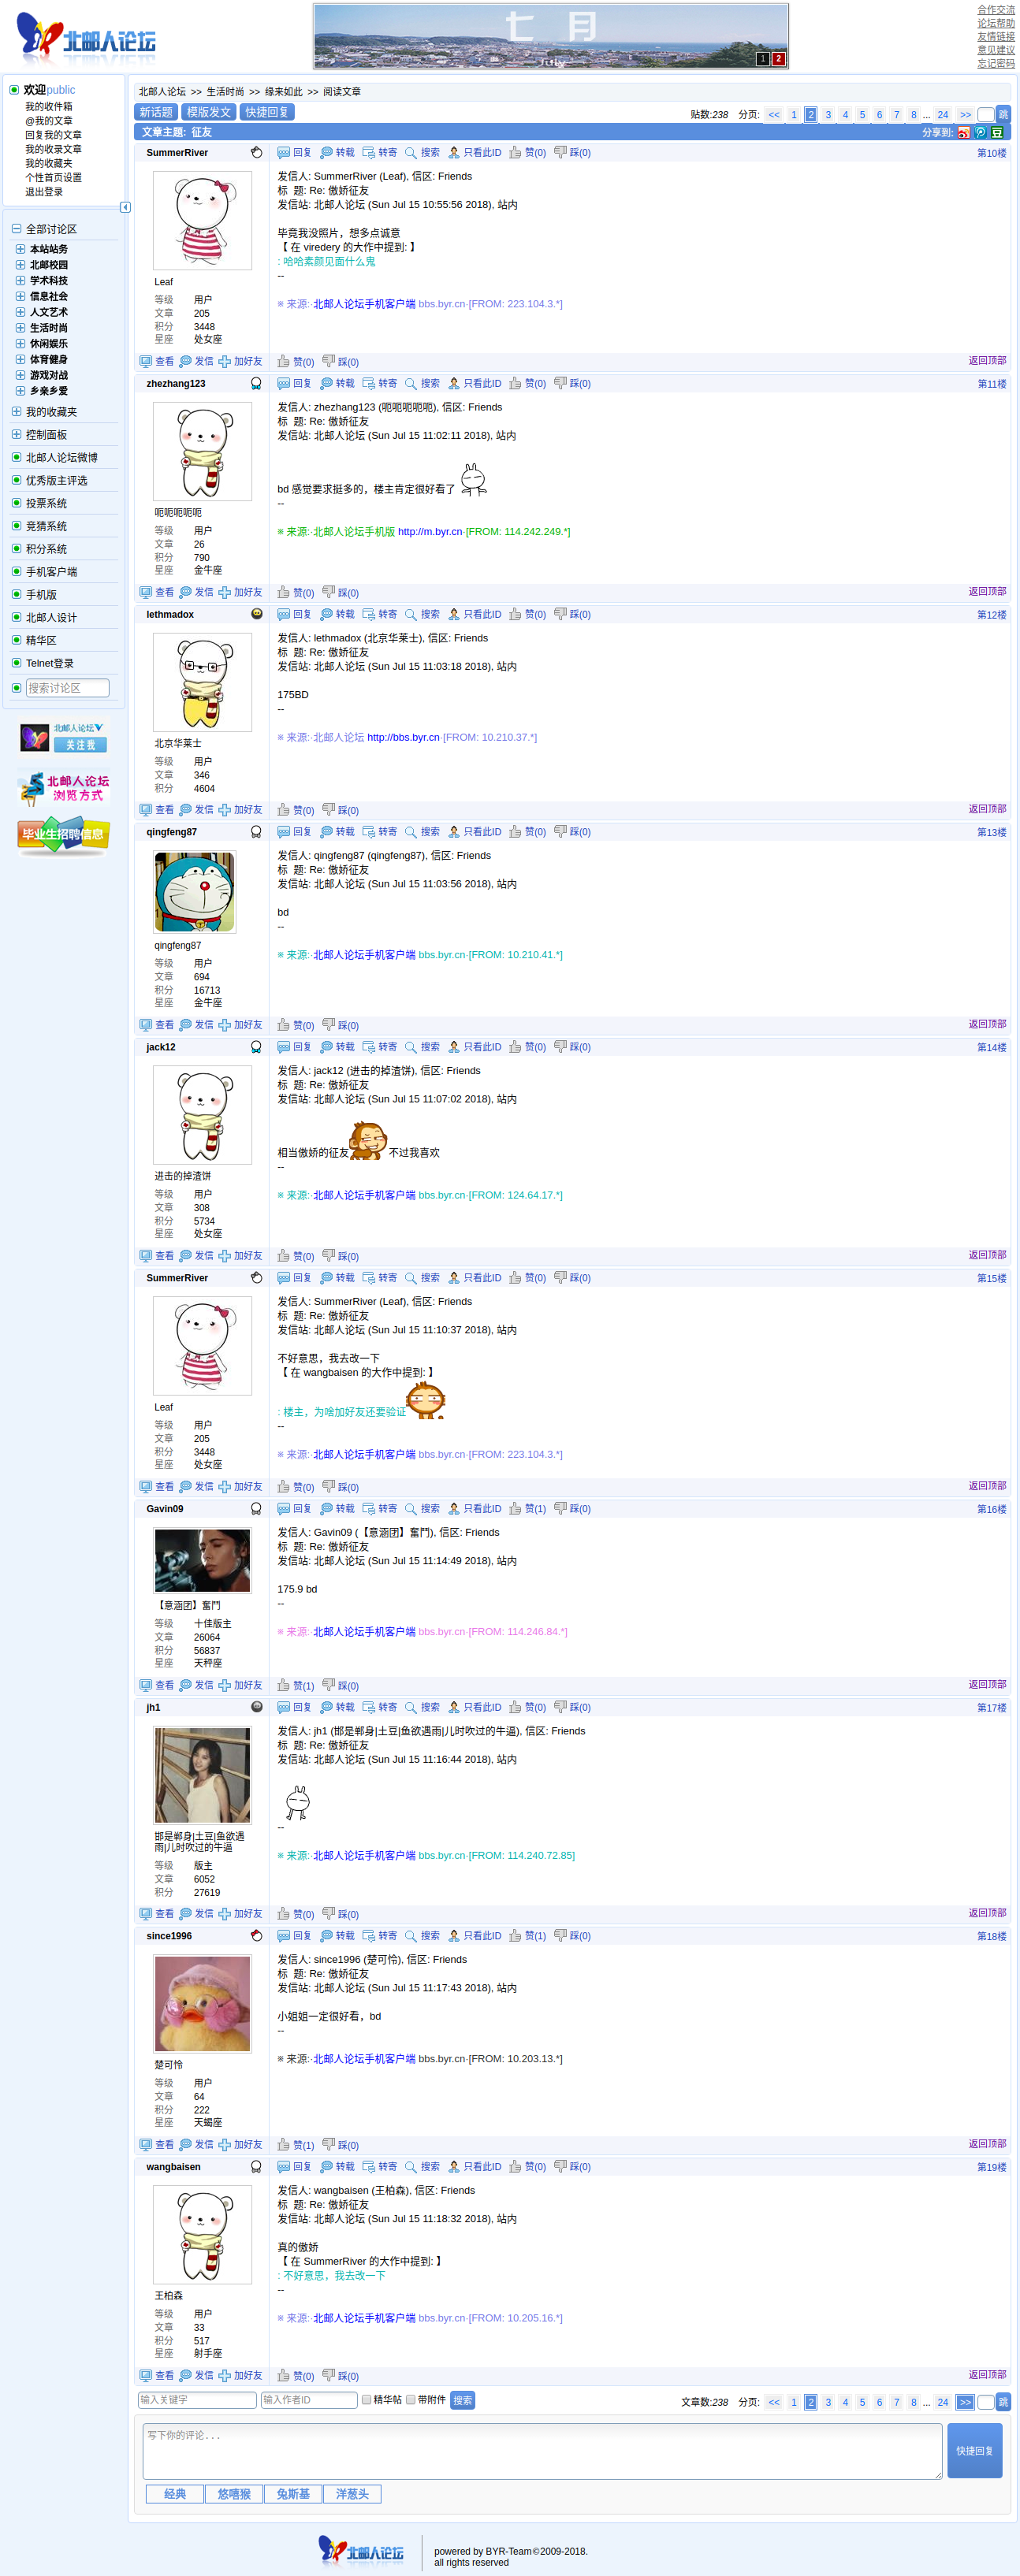 北邮人论坛
七 月
July
1 2
合作交流
论坛帮助
友情链接
意见建议
忘记密码
欢迎public
我的收件箱
@我的文章
回复我的文章
我的收录文章
我的收藏夹
个性首页设置
退出登录
全部讨论区
本站站务
北邮校园
学术科技
信息社会
人文艺术
生活时尚
休闲娱乐
体育健身
游戏对战
乡亲乡爱
我的收藏夹
控制面板
北邮人论坛微博
优秀版主评选
投票系统
竞猜系统
积分系统
手机客户端
手机版
北邮人设计
精华区
Telnet登录
搜索讨论区
北邮人论坛
关注我
北邮人论坛
浏览方式
毕业生招聘信息
北邮人论坛 >> 生活时尚 >> 缘来如此 >> 阅读文章
新话题 模版发文 快捷回复
贴数:238 分页: << 1 2 3 4 5 6 7 8 ... 24 >> 跳
文章主题: 征友
分享到: 豆
SummerRiver
回复 转载 转寄 搜索 只看此ID 赞(0) 踩(0)
第10楼
Leaf
等级 用户
文章 205
积分 3448
星座 处女座
发信人: SummerRiver (Leaf), 信区: Friends
标 题: Re: 傲娇征友
发信站: 北邮人论坛 (Sun Jul 15 10:55:56 2018), 站内
毕竟我没照片，想多点诚意
【 在 viredery 的大作中提到: 】
: 哈哈素颜见面什么鬼
--
※ 来源:·北邮人论坛手机客户端 bbs.byr.cn·[FROM: 223.104.3.*]
查看 发信 加好友 赞(0) 踩(0)
返回顶部
zhezhang123
回复 转载 转寄 搜索 只看此ID 赞(0) 踩(0)
第11楼
呃呃呃呃呃
等级 用户
文章 26
积分 790
星座 金牛座
发信人: zhezhang123 (呃呃呃呃呃), 信区: Friends
标 题: Re: 傲娇征友
发信站: 北邮人论坛 (Sun Jul 15 11:02:11 2018), 站内
bd 感觉要求挺多的，楼主肯定很好看了
--
※ 来源:·北邮人论坛手机版 http://m.byr.cn·[FROM: 114.242.249.*]
查看 发信 加好友 赞(0) 踩(0)
返回顶部
lethmadox
回复 转载 转寄 搜索 只看此ID 赞(0) 踩(0)
第12楼
北京华莱士
等级 用户
文章 346
积分 4604
发信人: lethmadox (北京华莱士), 信区: Friends
标 题: Re: 傲娇征友
发信站: 北邮人论坛 (Sun Jul 15 11:03:18 2018), 站内
175BD
--
※ 来源:·北邮人论坛 http://bbs.byr.cn·[FROM: 10.210.37.*]
查看 发信 加好友 赞(0) 踩(0)
返回顶部
qingfeng87
回复 转载 转寄 搜索 只看此ID 赞(0) 踩(0)
第13楼
qingfeng87
等级 用户
文章 694
积分 16713
星座 金牛座
发信人: qingfeng87 (qingfeng87), 信区: Friends
标 题: Re: 傲娇征友
发信站: 北邮人论坛 (Sun Jul 15 11:03:56 2018), 站内
bd
--
※ 来源:·北邮人论坛手机客户端 bbs.byr.cn·[FROM: 10.210.41.*]
查看 发信 加好友 赞(0) 踩(0)
返回顶部
jack12
回复 转载 转寄 搜索 只看此ID 赞(0) 踩(0)
第14楼
进击的掉渣饼
等级 用户
文章 308
积分 5734
星座 处女座
发信人: jack12 (进击的掉渣饼), 信区: Friends
标 题: Re: 傲娇征友
发信站: 北邮人论坛 (Sun Jul 15 11:07:02 2018), 站内
相当傲娇的征友 不过我喜欢
--
※ 来源:·北邮人论坛手机客户端 bbs.byr.cn·[FROM: 124.64.17.*]
查看 发信 加好友 赞(0) 踩(0)
返回顶部
SummerRiver
回复 转载 转寄 搜索 只看此ID 赞(0) 踩(0)
第15楼
Leaf
等级 用户
文章 205
积分 3448
星座 处女座
发信人: SummerRiver (Leaf), 信区: Friends
标 题: Re: 傲娇征友
发信站: 北邮人论坛 (Sun Jul 15 11:10:37 2018), 站内
不好意思，我去改一下
【 在 wangbaisen 的大作中提到: 】
: 楼主，为啥加好友还要验证
--
※ 来源:·北邮人论坛手机客户端 bbs.byr.cn·[FROM: 223.104.3.*]
查看 发信 加好友 赞(0) 踩(0)
返回顶部
Gavin09
回复 转载 转寄 搜索 只看此ID 赞(1) 踩(0)
第16楼
【意涵团】奮鬥
等级 十佳版主
文章 26064
积分 56837
星座 天秤座
发信人: Gavin09 (【意涵团】奮鬥), 信区: Friends
标 题: Re: 傲娇征友
发信站: 北邮人论坛 (Sun Jul 15 11:14:49 2018), 站内
175.9 bd
--
※ 来源:·北邮人论坛手机客户端 bbs.byr.cn·[FROM: 114.246.84.*]
查看 发信 加好友 赞(1) 踩(0)
返回顶部
jh1
回复 转载 转寄 搜索 只看此ID 赞(0) 踩(0)
第17楼
邯是郸身|土豆|鱼欲遇
雨|儿时吹过的牛逼
等级 版主
文章 6052
积分 27619
发信人: jh1 (邯是郸身|土豆|鱼欲遇雨|儿时吹过的牛逼), 信区: Friends
标 题: Re: 傲娇征友
发信站: 北邮人论坛 (Sun Jul 15 11:16:44 2018), 站内
--
※ 来源:·北邮人论坛手机客户端 bbs.byr.cn·[FROM: 114.240.72.85]
查看 发信 加好友 赞(0) 踩(0)
返回顶部
since1996
回复 转载 转寄 搜索 只看此ID 赞(1) 踩(0)
第18楼
楚可怜
等级 用户
文章 64
积分 222
星座 天蝎座
发信人: since1996 (楚可怜), 信区: Friends
标 题: Re: 傲娇征友
发信站: 北邮人论坛 (Sun Jul 15 11:17:43 2018), 站内
小姐姐一定很好看，bd
--
※ 来源:·北邮人论坛手机客户端 bbs.byr.cn·[FROM: 10.203.13.*]
查看 发信 加好友 赞(1) 踩(0)
返回顶部
wangbaisen
回复 转载 转寄 搜索 只看此ID 赞(0) 踩(0)
第19楼
王柏森
等级 用户
文章 33
积分 517
星座 射手座
发信人: wangbaisen (王柏森), 信区: Friends
标 题: Re: 傲娇征友
发信站: 北邮人论坛 (Sun Jul 15 11:18:32 2018), 站内
真的傲娇
【 在 SummerRiver 的大作中提到: 】
: 不好意思，我去改一下
--
※ 来源:·北邮人论坛手机客户端 bbs.byr.cn·[FROM: 10.205.16.*]
查看 发信 加好友 赞(0) 踩(0)
返回顶部
输入关键字 输入作者ID 精华帖 带附件 搜索
文章数:238 分页: << 1 2 3 4 5 6 7 8 ... 24 >> 跳
写下你的评论...
快捷回复
经典 悠嘻猴 兔斯基 洋葱头
北邮人论坛
powered by BYR-Team©2009-2018.
all rights reserved